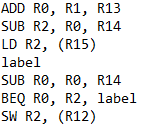 ADD R0, R1, R13
SUB R2, R0, R14
LD R2, (R15)
label
SUB R0, R0, R14
BEQ R0, R2, label
SW R2, (R12)